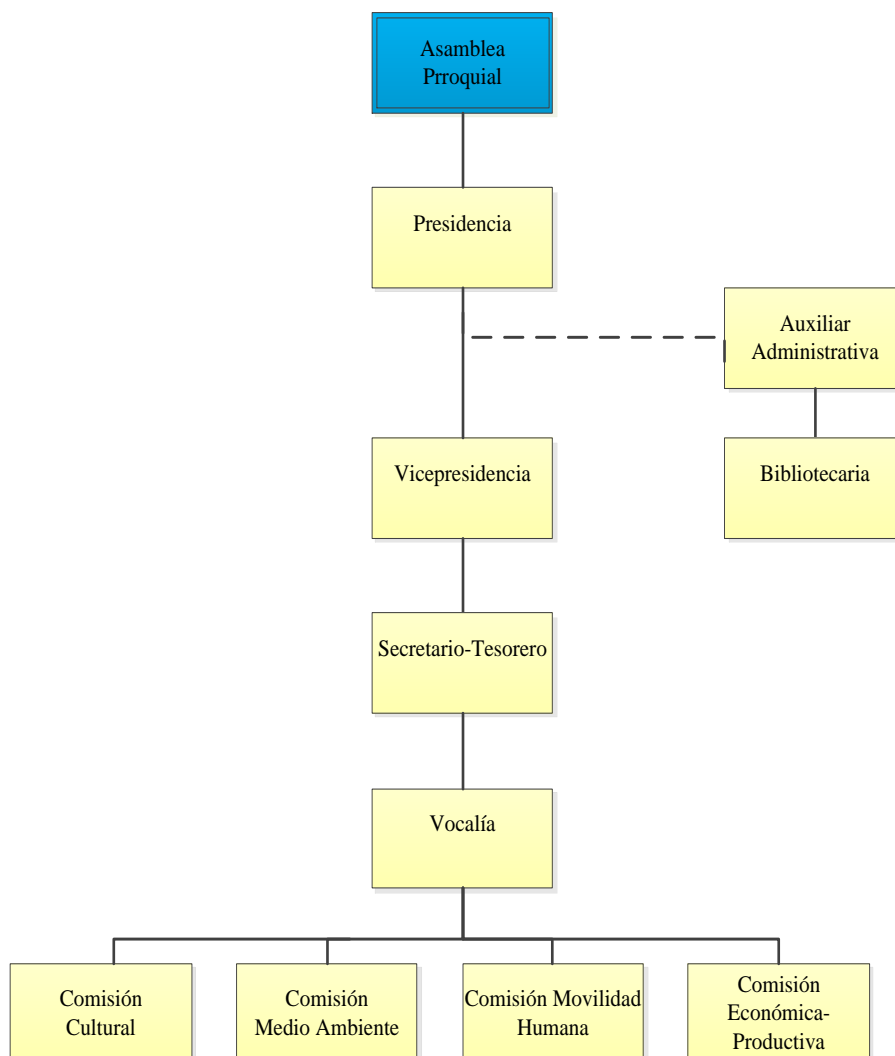 Asamblea
Prroquial
Presidencia
Auxiliar
Administrativa
Vicepresidencia
Bibliotecaria
Secretario-Tesorero
Vocalía
Comisión
Cultural
Comisión
Medio Ambiente
Comisión Movilidad
Humana
Comisión
Económica-
Productiva